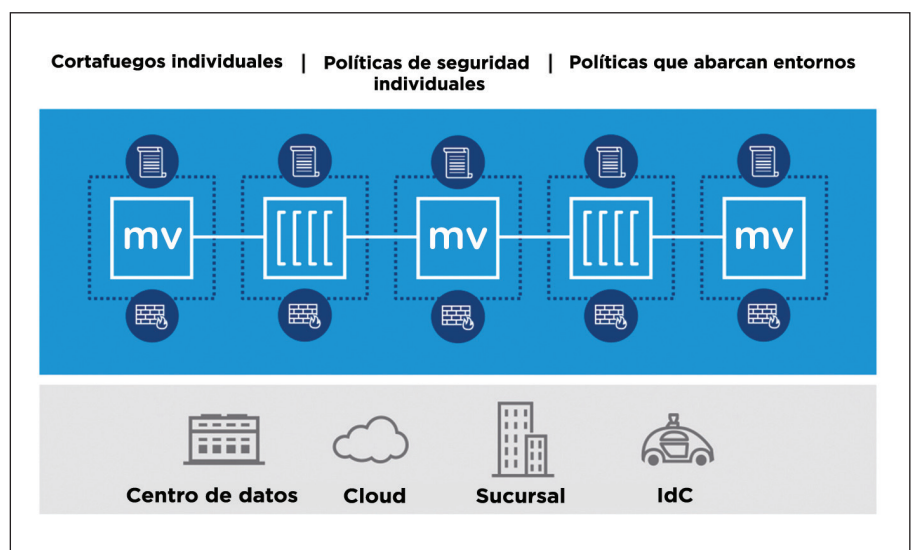 Cortafuegos individuales | Políticas de seguridad | Políticas que abarcan entornos
individuales
mv mv mv
Centro de datos Cloud Sucursal IdC